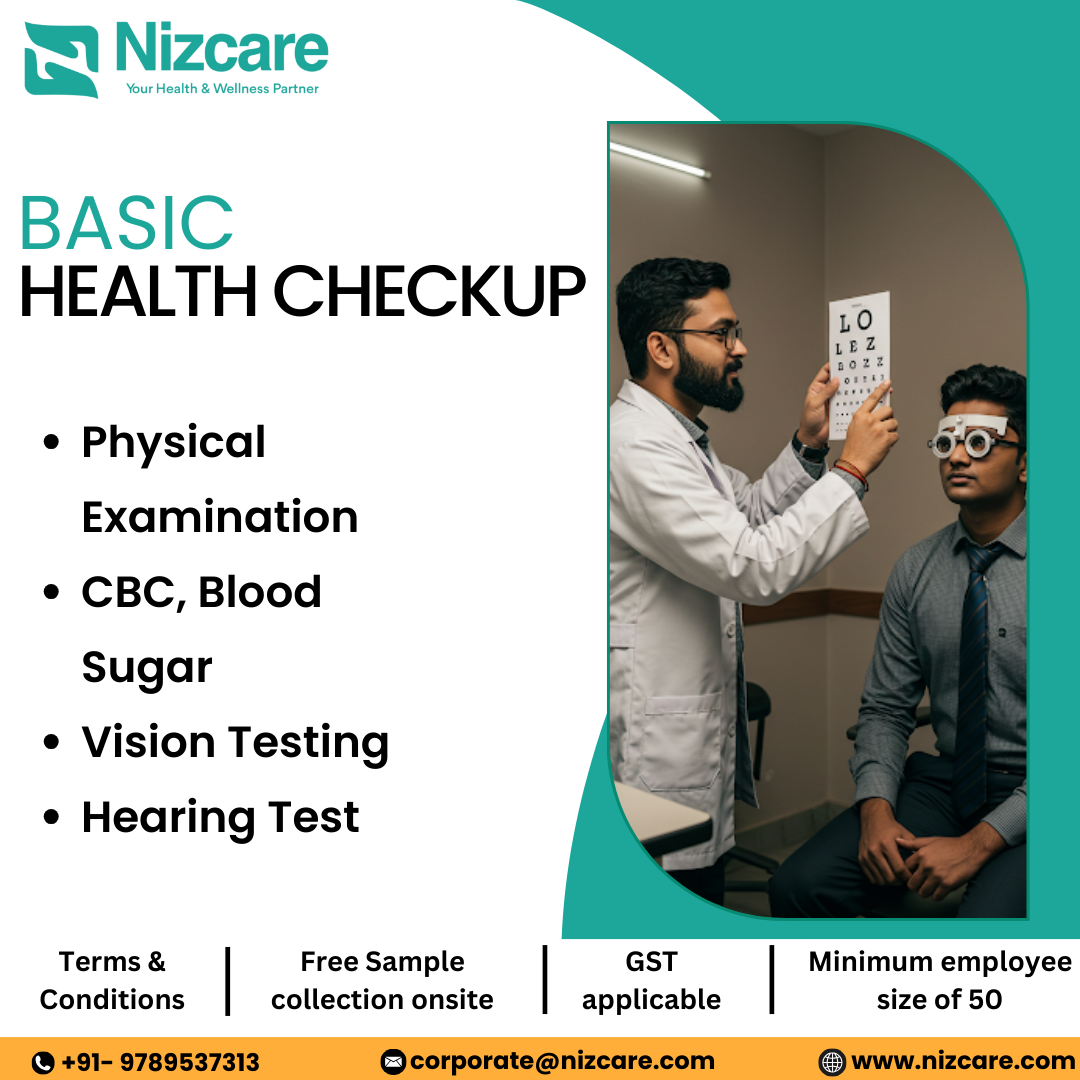 Nizcare
Your Health & Wellness Partner
BASIC
HEALTH CHECKUP
• Physical
Examination
• CBC, Blood
Sugar
• Vision Testing
• Hearing Test
LO
LEZ
Terms &
Conditions
Free Sample
collection onsite
GST
applicable
Minimum employee
size of 50
+91- 9789537313
corporate@nizcare.com
www.nizcare.com